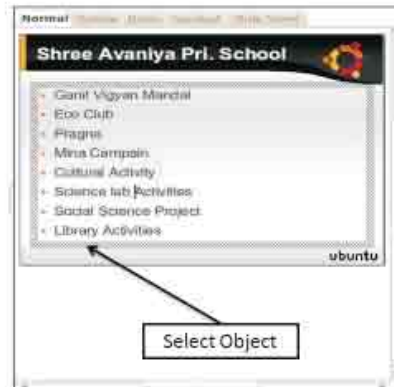 Normal
Shree Avaniya Pri. School
Ganit Vigyan Mandal
Eco Club
Pragna
Mina Campain
Cultural Activity
Science lab Activities
Social Science Project
Library Activities
ubuntu
Select Object